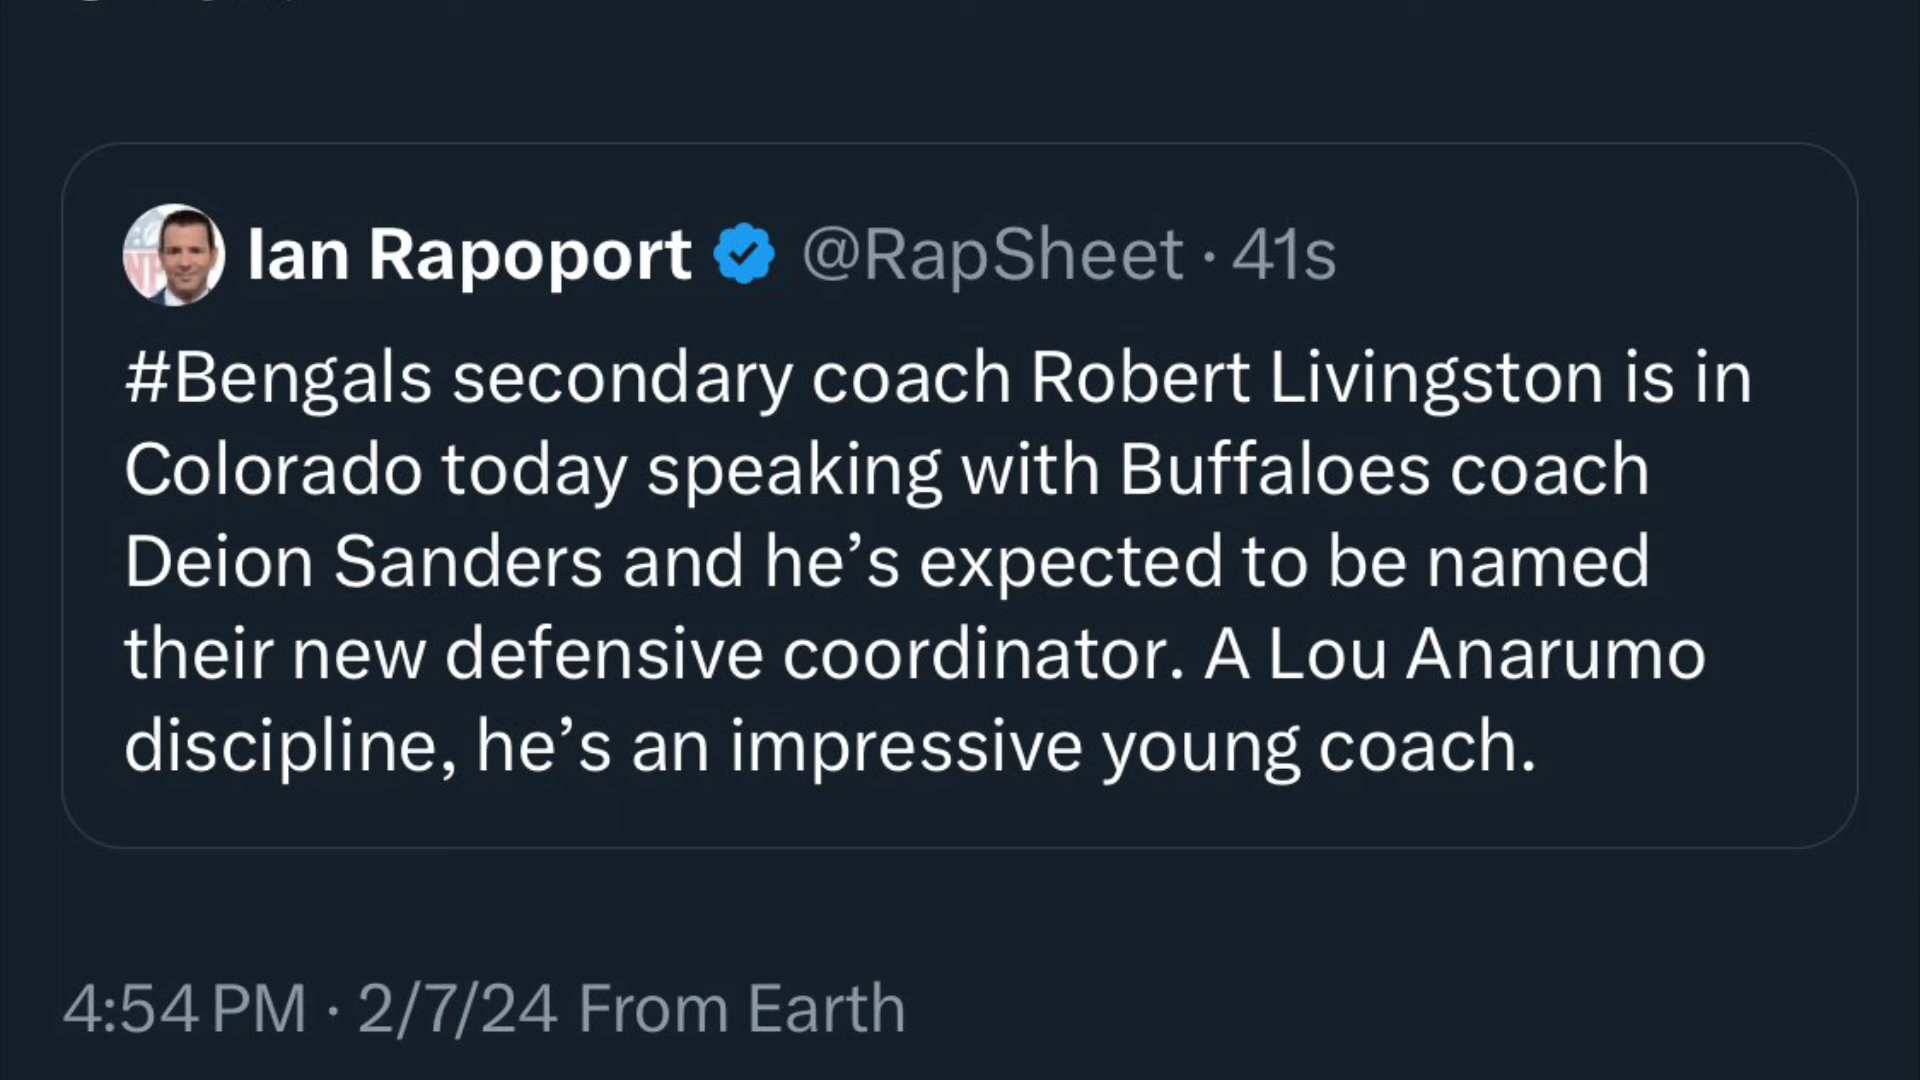 Ian Rapoport @RapSheet · 41s
#Bengals secondary coach Robert Livingston is in
Colorado today speaking with Buffaloes coach
Deion Sanders and he’s expected to be named
their new defensive coordinator. A Lou Anarumo
discipline, he’s an impressive young coach.
4:54 PM · 2/7/24 From Earth